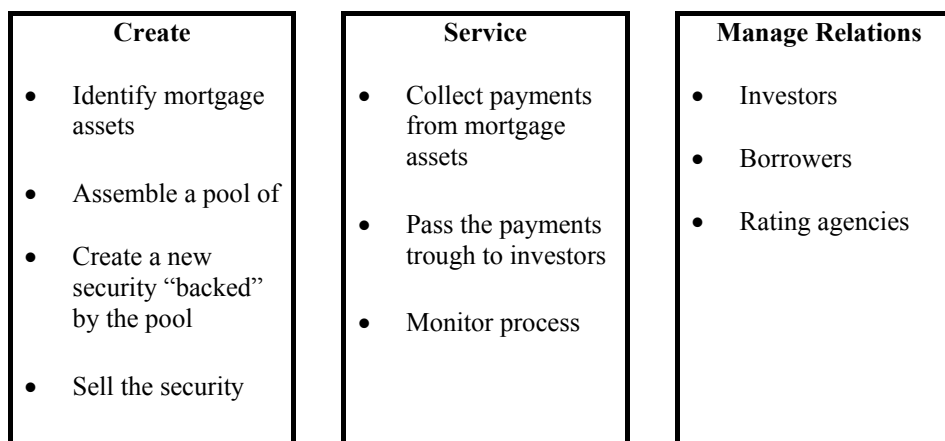 Create
• Identify mortgage
assets
• Assemble a pool of
• Create a new
security “backed”
by the pool
• Sell the security
Service
• Collect payments
from mortgage
assets
• Pass the payments
trough to investors
• Monitor process
Manage Relations
• Investors
• Borrowers
• Rating agencies